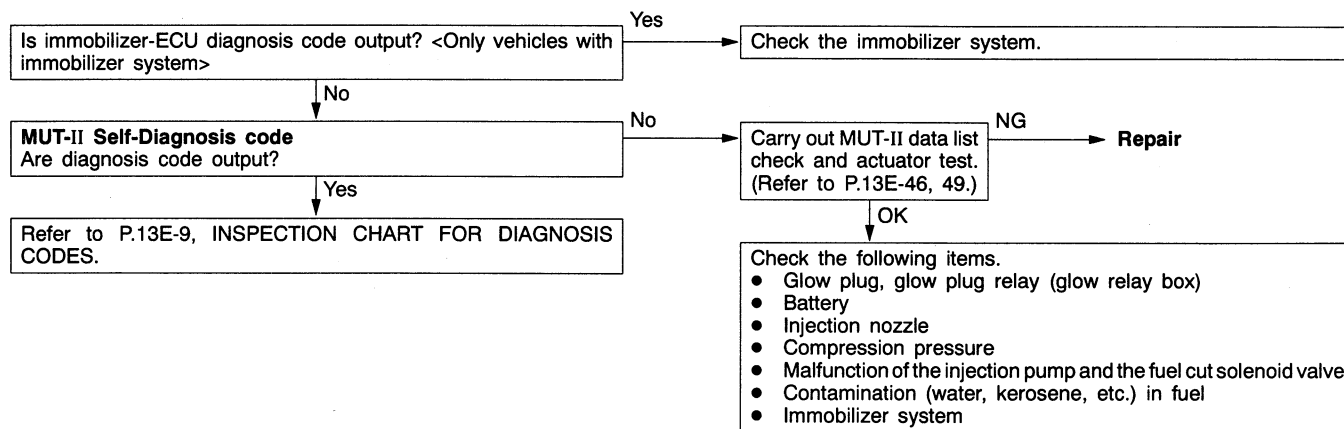 Yes
Is immobilizer-ECU diagnosis code output? <Only vehicles with
immobilizer system>
Check the immobilizer system.
No
MUT-II Self-Diagnosis code
Are diagnosis code output?
No
Carry out MUT-II data list
check and actuator test.
(Refer to P.13E-46, 49.)
NG
Repair
Yes
OK
Refer to P.13E-9, INSPECTION CHART FOR DIAGNOSIS
CODES.
Check the following items.
● Glow plug, glow plug relay (glow relay box)
● Battery
● Injection nozzle
● Compression pressure
● Malfunction of the injection pump and the fuel cut solenoid valve
● Contamination (water, kerosene, etc.) in fuel
● Immobilizer system